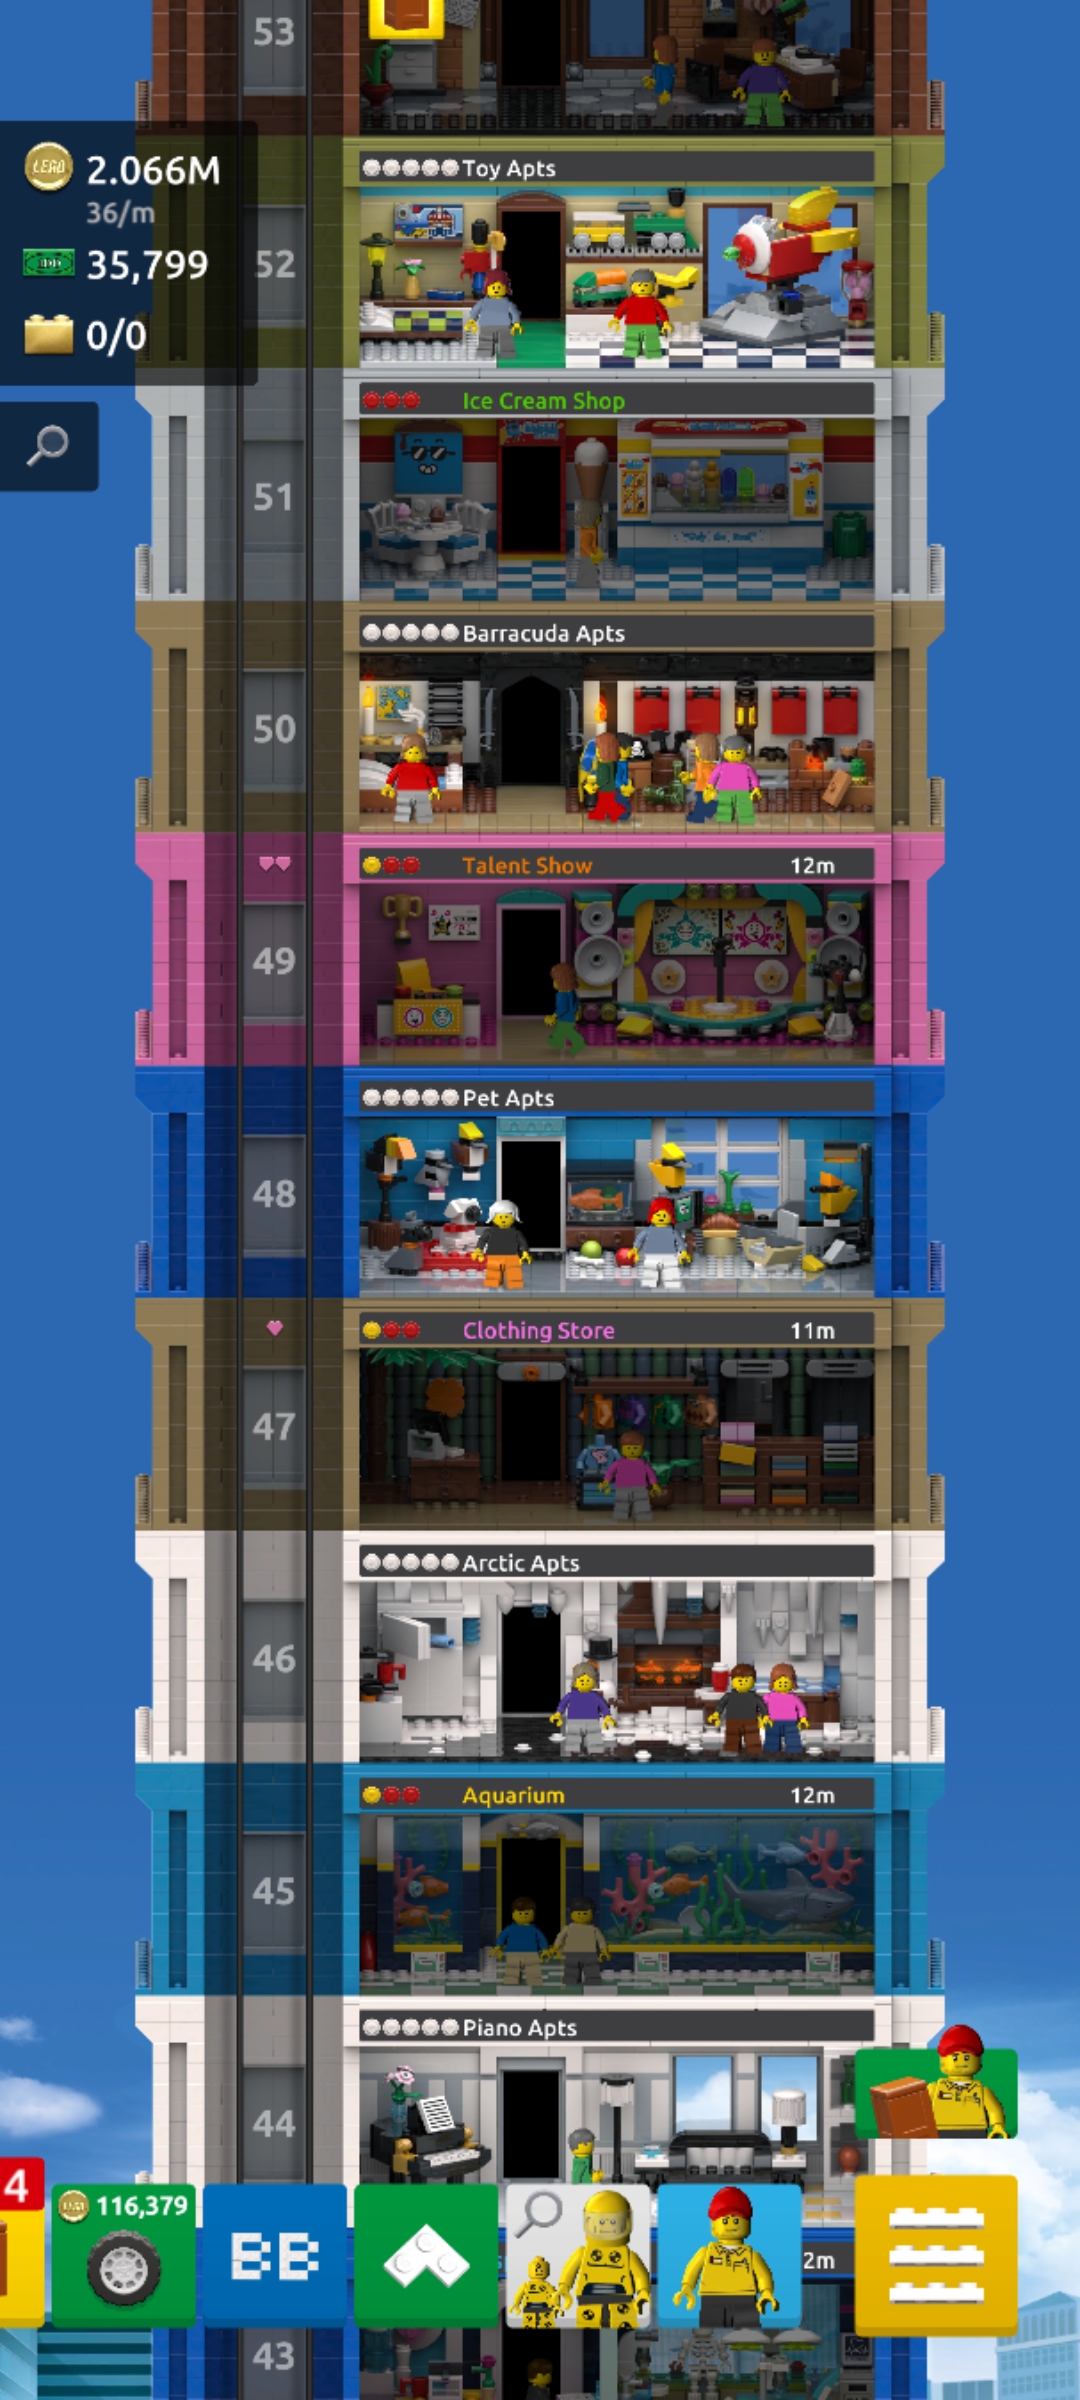 53
2.066M
36/m
35,799
0/0
Toy Apts
52
Ice Cream Shop
51
Barracuda Apts
50
Talent Show 12m
49
Pet Apts
48
Clothing Store 11m
47
Arctic Apts
46
Aquarium 12m
45
Piano Apts
44
4
116,379
BB
2m
43